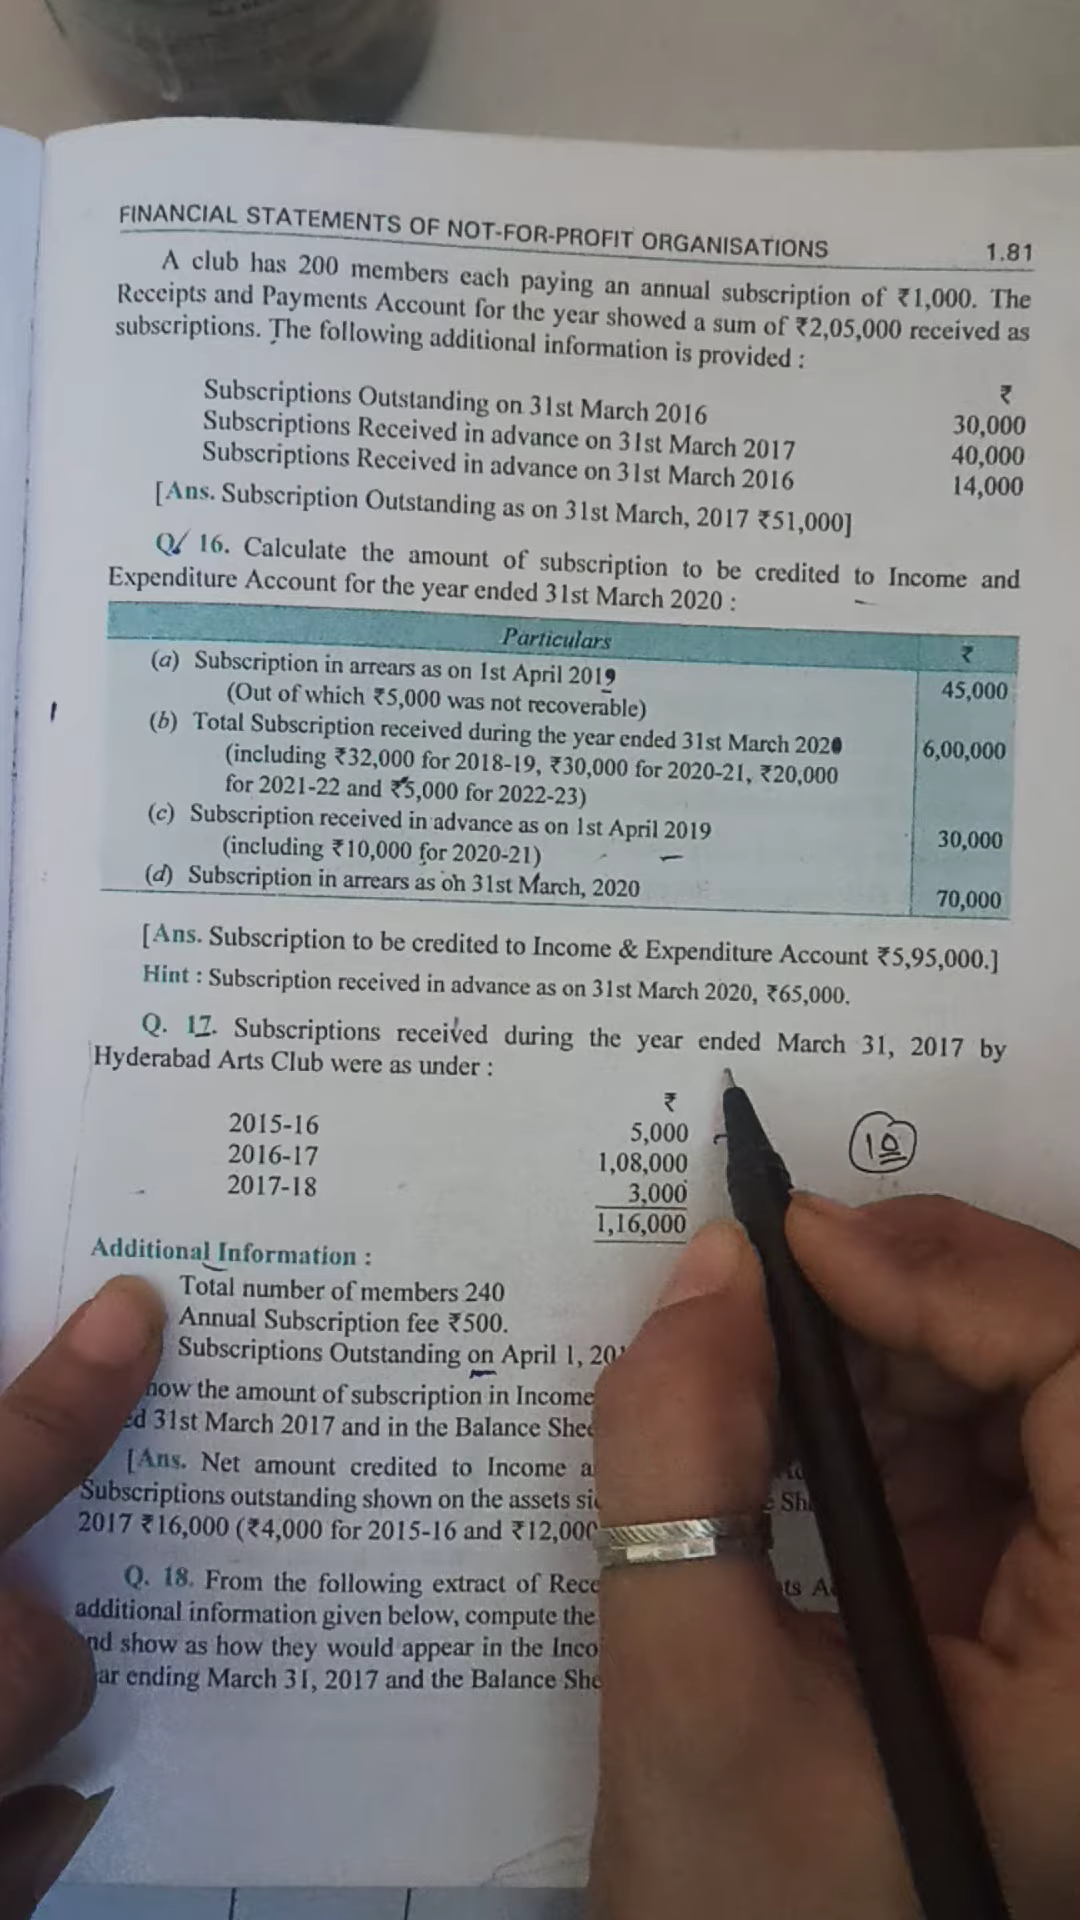 FINANCIAL STATEMENTS OF NOT-FOR-PROFIT ORGANISATIONS 1.81
A club has 200 members each paying an annual subscription of ₹1,000. The
Receipts and Payments Account for the year showed a sum of ₹2,05,000 received as
subscriptions. The following additional information is provided :
₹
Subscriptions Outstanding on 31st March 2016 30,000
Subscriptions Received in advance on 31st March 2017 40,000
Subscriptions Received in advance on 31st March 2016 14,000
[Ans. Subscription Outstanding as on 31st March, 2017 ₹51,000]
Q. 16. Calculate the amount of subscription to be credited to Income and
Expenditure Account for the year ended 31st March 2020 :
Particulars ₹
(a) Subscription in arrears as on 1st April 2019 45,000
(Out of which ₹5,000 was not recoverable)
(b) Total Subscription received during the year ended 31st March 2020 6,00,000
(including ₹32,000 for 2018-19, ₹30,000 for 2020-21, ₹20,000
for 2021-22 and ₹5,000 for 2022-23)
(c) Subscription received in advance as on 1st April 2019 30,000
(including ₹10,000 for 2020-21)
(d) Subscription in arrears as on 31st March, 2020 70,000
[Ans. Subscription to be credited to Income & Expenditure Account ₹5,95,000.]
Hint : Subscription received in advance as on 31st March 2020, ₹65,000.
Q. 17. Subscriptions received during the year ended March 31, 2017 by
Hyderabad Arts Club were as under :
₹
2015-16 5,000
2016-17 1,08,000
2017-18 3,000
1,16,000
10
Additional Information :
Total number of members 240
Annual Subscription fee ₹500.
Subscriptions Outstanding on April 1, 201
how the amount of subscription in Income
ed 31st March 2017 and in the Balance Shee
[Ans. Net amount credited to Income a
Subscriptions outstanding shown on the assets si Sh
2017 ₹16,000 (₹4,000 for 2015-16 and ₹12,000
Q. 18. From the following extract of Rece ts A
additional information given below, compute the
nd show as how they would appear in the Inco
ar ending March 31, 2017 and the Balance She